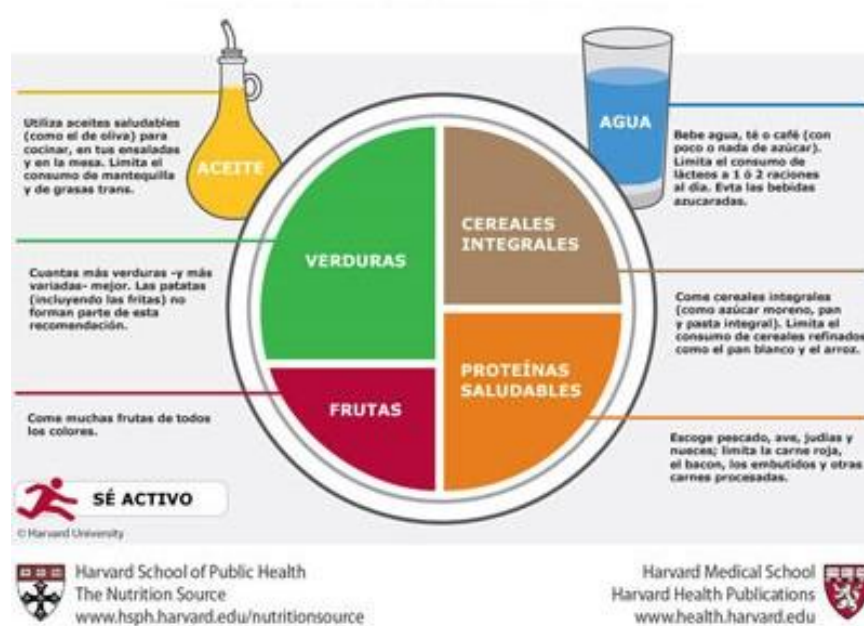 Utiliza aceites saludables
(como el de oliva) para
cocinar, en tus ensaladas
y en la mesa. Limita el
consumo de mantequilla
y de grasas trans.
ACEITE
AGUA
Bebe agua, té o café (con
poco o nada de azúcar).
Limita el consumo de
lácteos a 1 ó 2 raciones
al día. Evta las bebidas
azucaradas.
VERDURAS
CEREALES
INTEGRALES
Cuantas más verduras -y más
variadas- mejor. Las patatas
(incluyendo las fritas) no
forman parte de esta
recomendación.
Come cereales integrales
(como azúcar moreno, pan
y pasta integral). Limita el
consumo de cereales refinados
como el pan blanco y el arroz.
FRUTAS
PROTEÍNAS
SALUDABLES
Come muchas frutas de todos
los colores.
Escoge pescado, ave, judías y
nueces; limita la carne roja,
el bacon, los embutidos y otras
carnes procesadas.
SÉ ACTIVO
© Harvard University
Harvard School of Public Health
The Nutrition Source
www.hsph.harvard.edu/nutritionsource
Harvard Medical School
Harvard Health Publications
www.health.harvard.edu